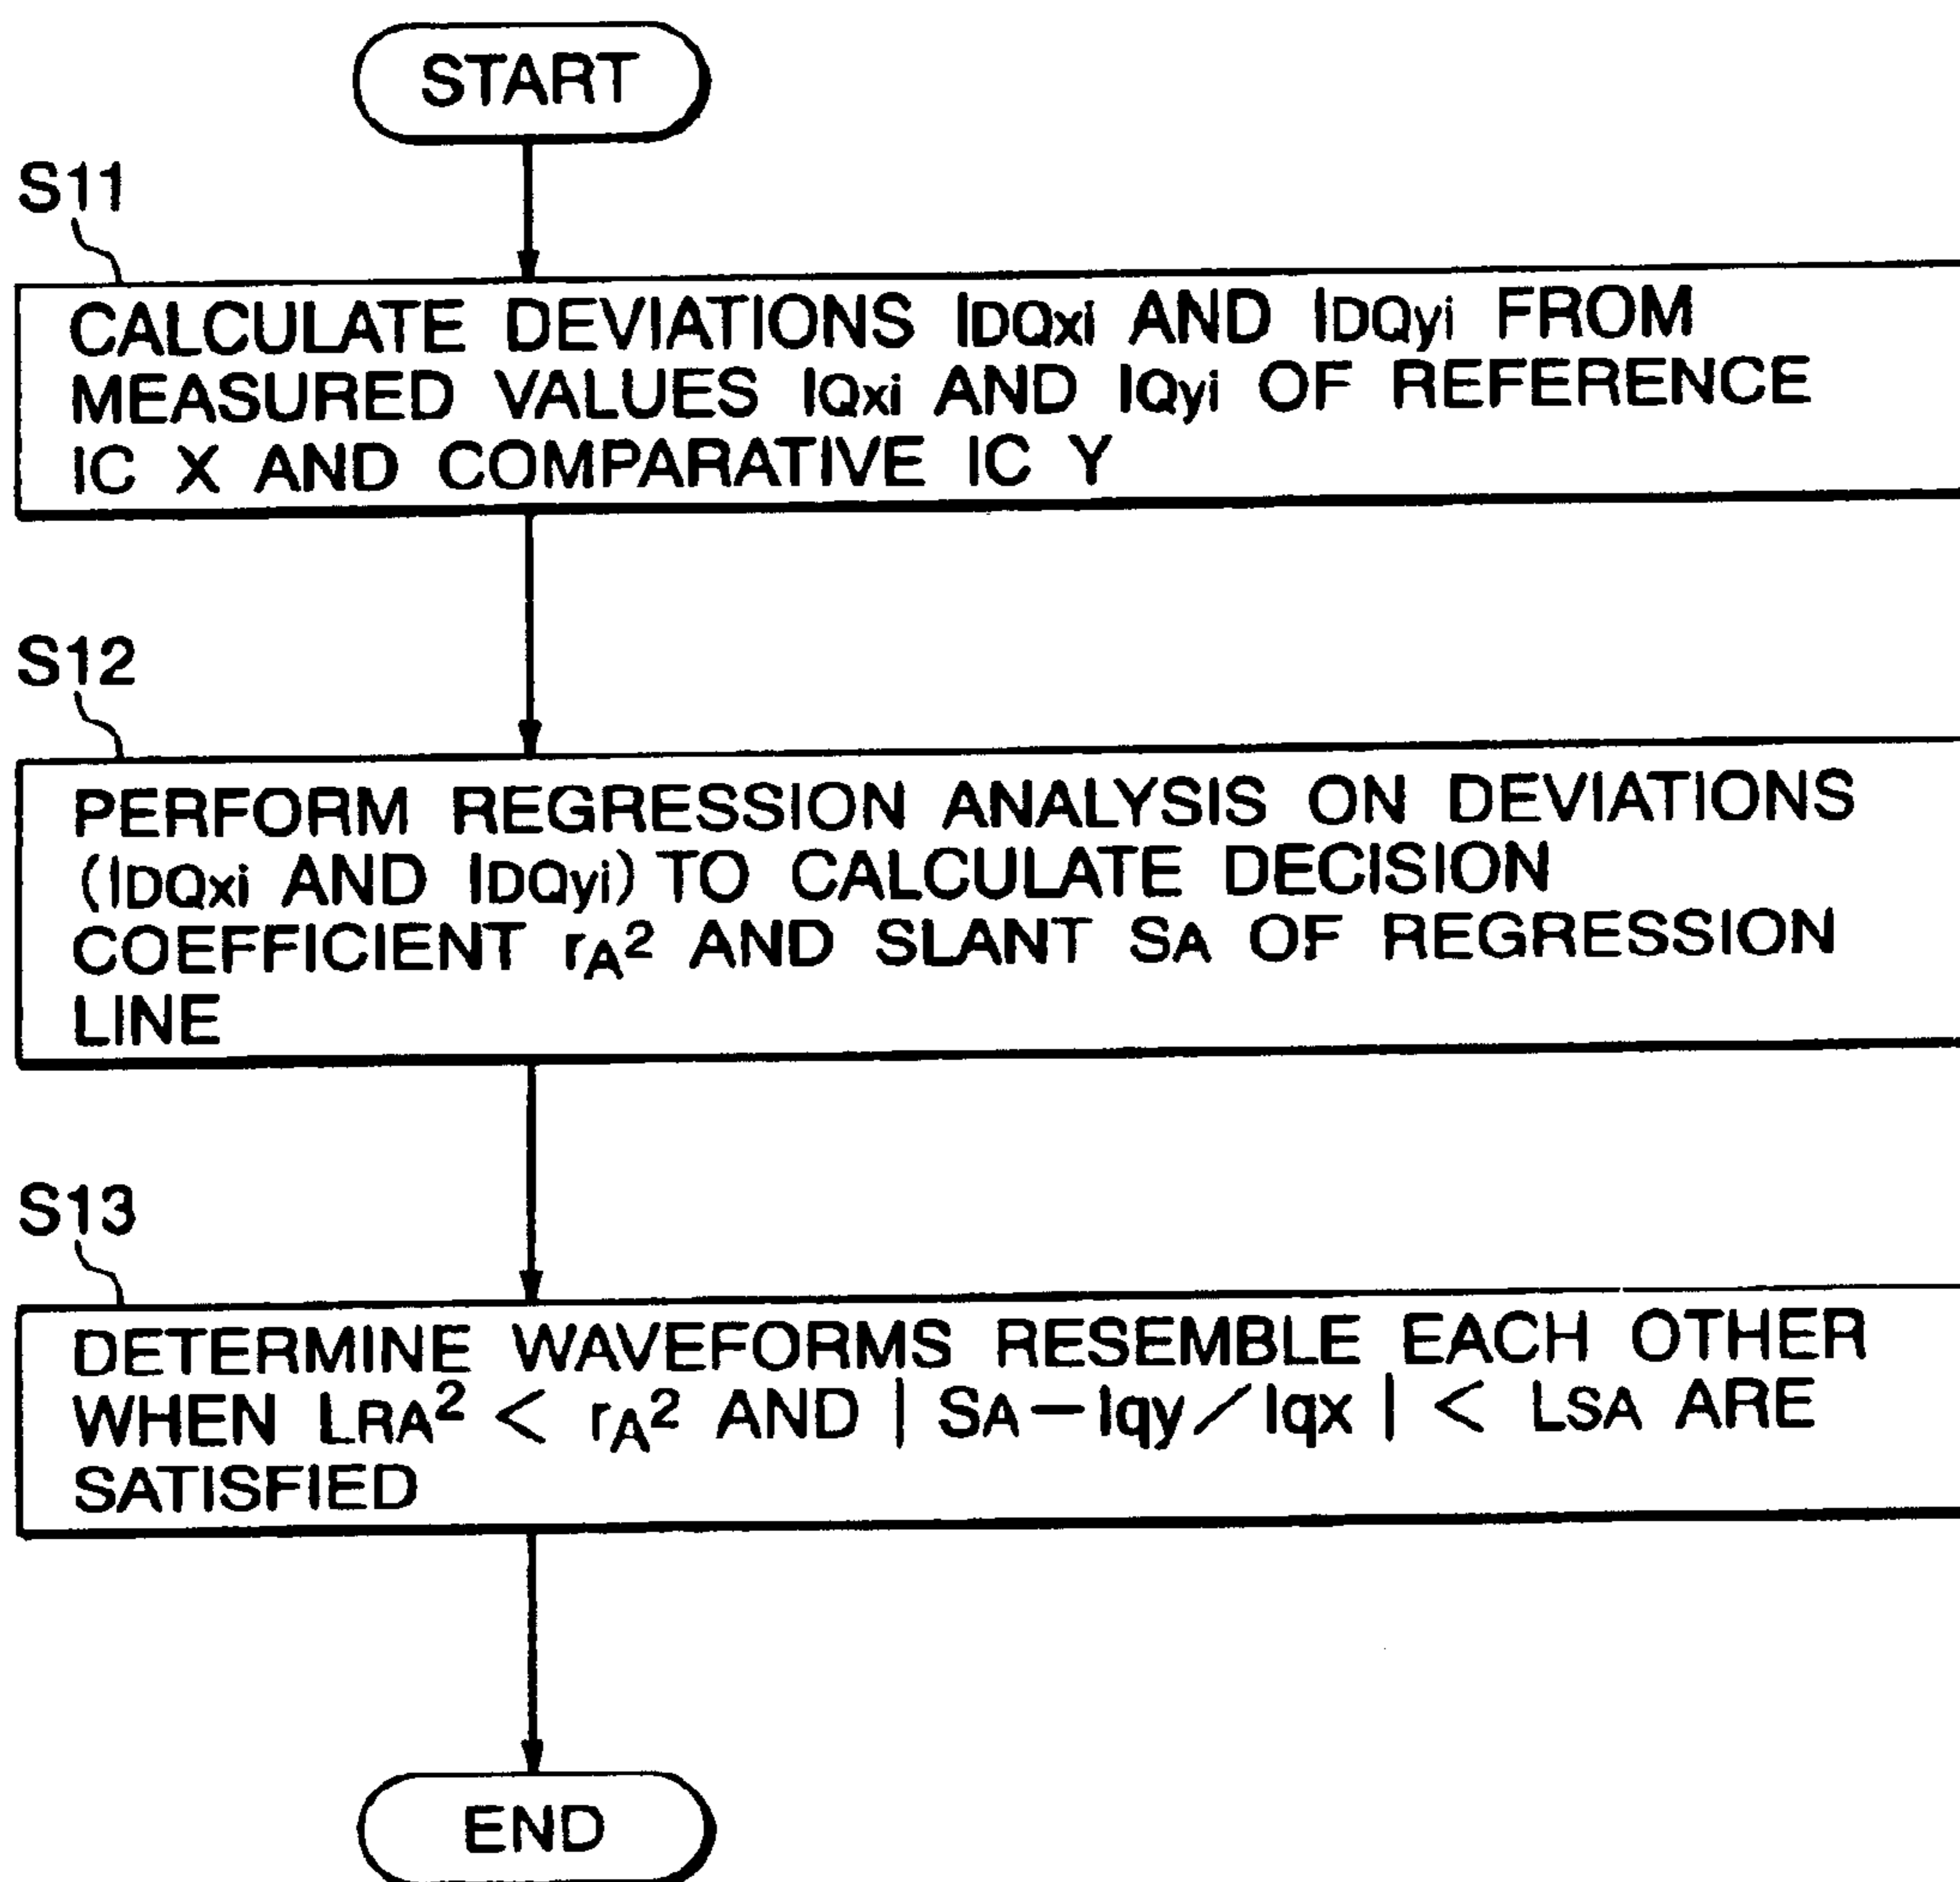 START
S11
CALCULATE DEVIATIONS IDQxi AND IDQyi FROM
MEASURED VALUES IQxi AND IQyi OF REFERENCE
IC X AND COMPARATIVE IC Y
S12
PERFORM REGRESSION ANALYSIS ON DEVIATIONS
(IDQxi AND IDQyi) TO CALCULATE DECISION
COEFFICIENT rA² AND SLANT SA OF REGRESSION
LINE
S13
DETERMINE WAVEFORMS RESEMBLE EACH OTHER
WHEN LRA² < rA² AND | SA－Iqy／Iqx | < LSA ARE
SATISFIED
END